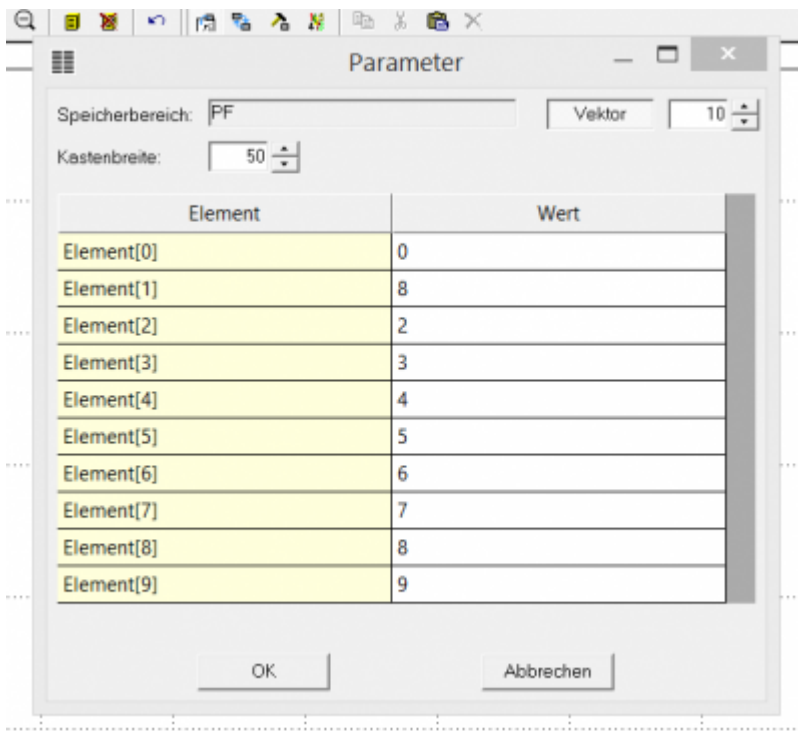 Parameter
Speicherbereich: PF Vektor 10
Kastenbreite: 50
Element Wert
Element[0] 0
Element[1] 8
Element[2] 2
Element[3] 3
Element[4] 4
Element[5] 5
Element[6] 6
Element[7] 7
Element[8] 8
Element[9] 9
OK Abbrechen